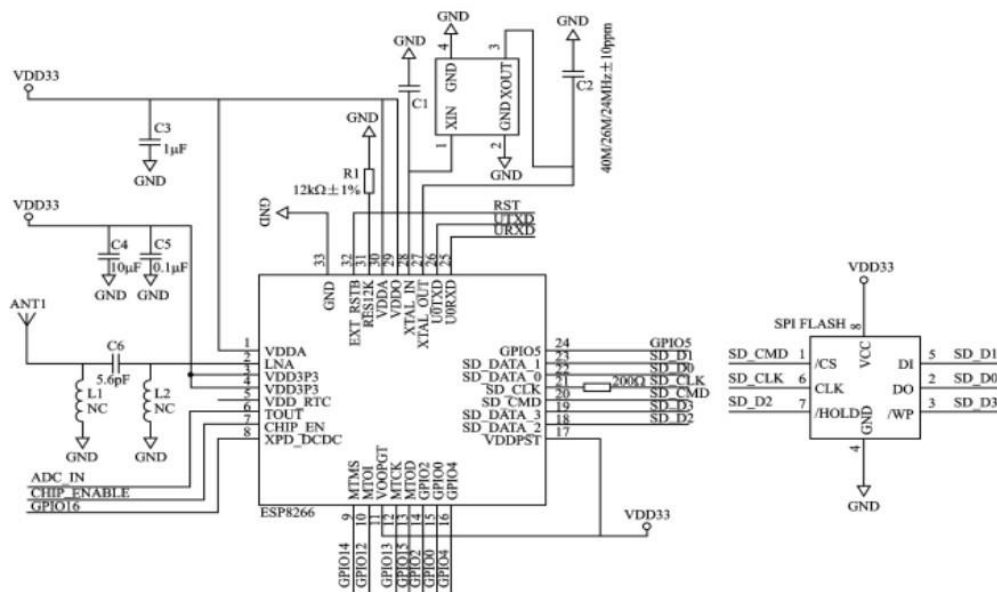 GND
GND
GND
4
3
GND
XOUT
XIN
GND
1
2
C1
C2
40M/26M/24MHz±10ppm
GND
VDD33
C3
1μF
GND
GND
R1
12kΩ±1%
GND
RST
UTXD
URXD
VDD33
C4
10μF
GND
C5
0.1μF
GND
33
32
31
30
29
28
27
26
25
GND
EXT_RSTB
RES12K
VDDA
VDDO
XTAL_IN
XTAL_OUT
U0TXD
U0RXD
ANT1
C6
5.6pF
L1
NC
L2
NC
GND
GND
1 VDDA
2 LNA
3 VDD3P3
4 VDD3P3
5 VDD_RTC
6 TOUT
7 CHIP_EN
8 XPD_DCDC
ADC_IN
CHIP_ENABLE
GPIO16
GPIO5 24 GPIO5
SD_DATA_1 23 SD_D1
SD_DATA_0 22 SD_D0
SD_CLK 21 200Ω SD_CLK
SD_CMD 20 SD_CMD
SD_DATA_3 19 SD_D3
SD_DATA_2 18 SD_D2
VDDPST 17
MTMS
MTOI
VOOPGT
MTCK
MTOD
GPIO2
GPIO0
GPIO4
ESP8266
9
10
11
12
13
14
15
16
GPIO14
GPIO12
GPIO13
GPIO15
GPIO2
GPIO0
GPIO4
VDD33
VDD33
SPI FLASH
8
VCC
SD_CMD 1 /CS
SD_CLK 6 CLK
SD_D2 7 /HOLD
DI 5 SD_D1
DO 2 SD_D0
/WP 3 SD_D3
GND
4
GND